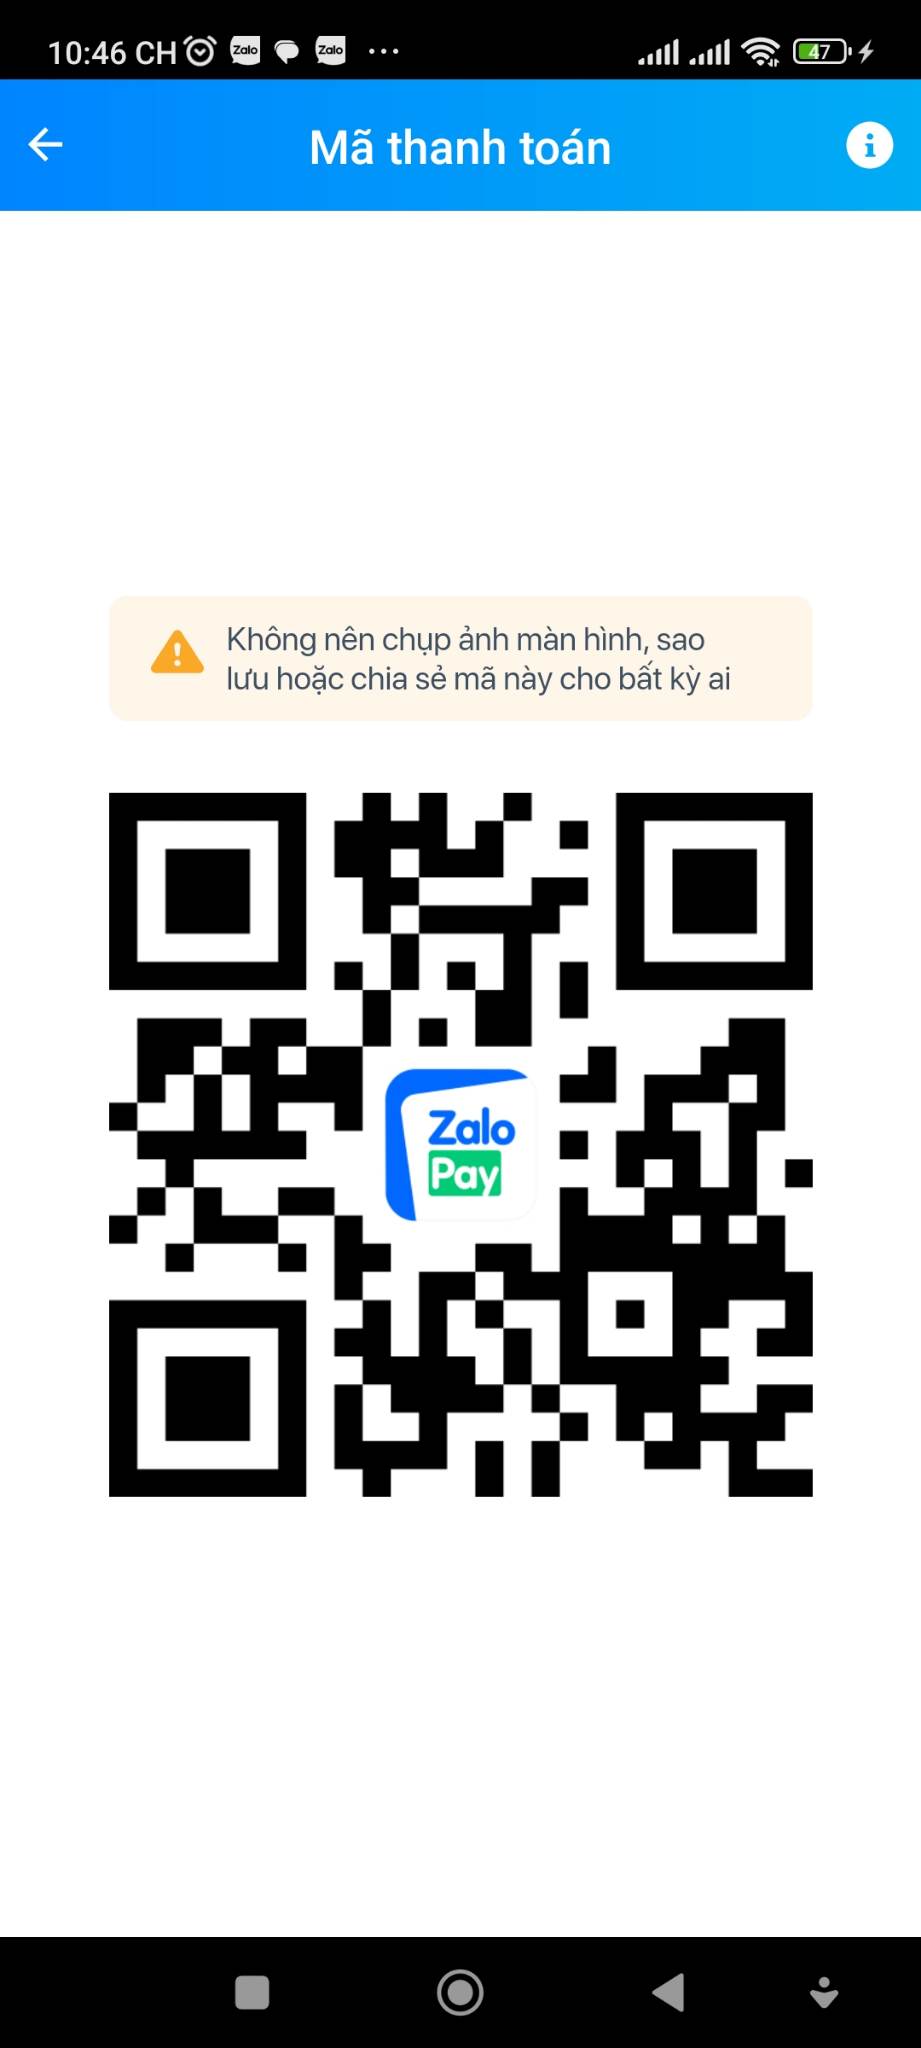 10:46 CH Zalo Zalo ... 47
Mã thanh toán
Không nên chụp ảnh màn hình, sao
lưu hoặc chia sẻ mã này cho bất kỳ ai
Zalo
Pay